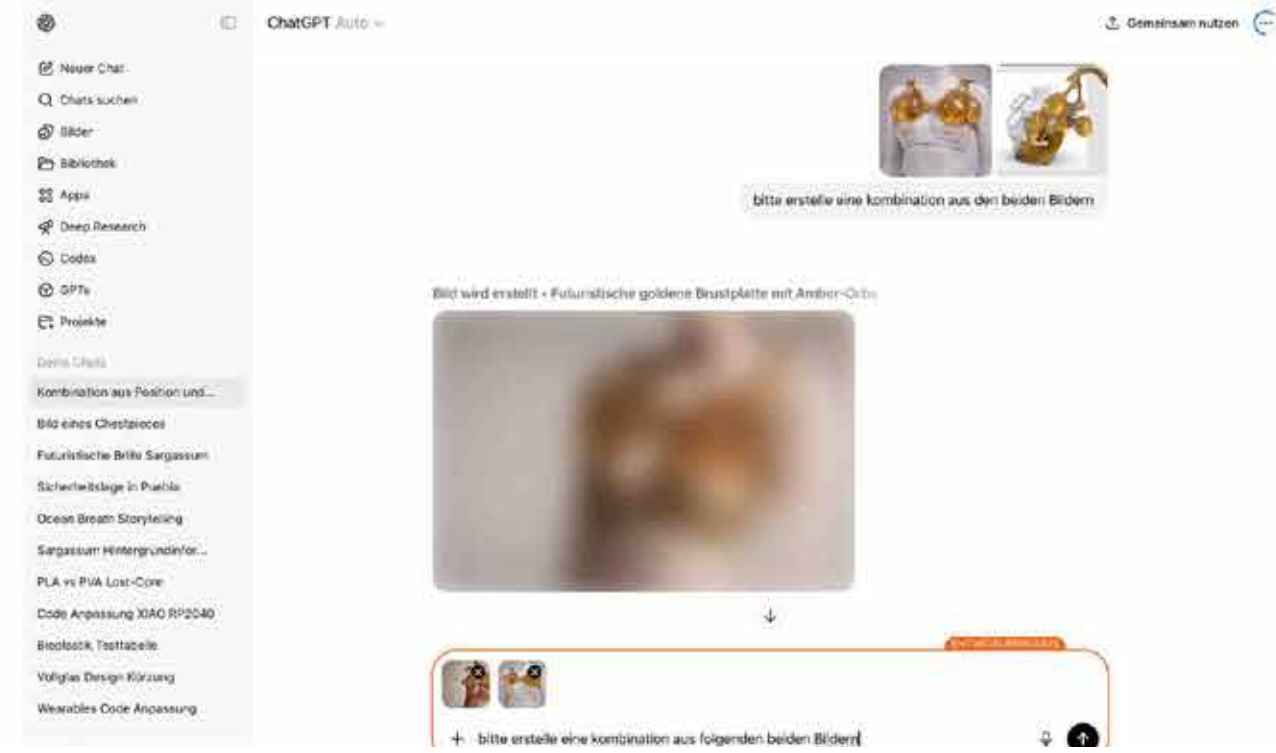 ChatGPT Auto
Gemeinsam nutzen
Neuer Chat
Chats suchen
Bilder
Bibliothek
Apps
Deep Research
Codex
GPTs
Projekte
Deine Chats
Kombination aus Position und...
Bild eines Chestpieces
Futuristische Brille Sargassum
Sicherheitslage in Puebla
Ocean Breath Storytelling
Sargassum Hintergrundinfor...
PLA vs PVA Lost-Core
Code Anpassung XIAO RP2040
Bioplastik Testtabelle
Vollglas Design Kürzung
Wearables Code Anpassung
bitte erstelle eine kombination aus den beiden Bildern
Bild wird erstellt • Futuristische goldene Brustplatte mit Amber-Orbs
bitte erstelle eine kombination aus folgenden beiden Bildern